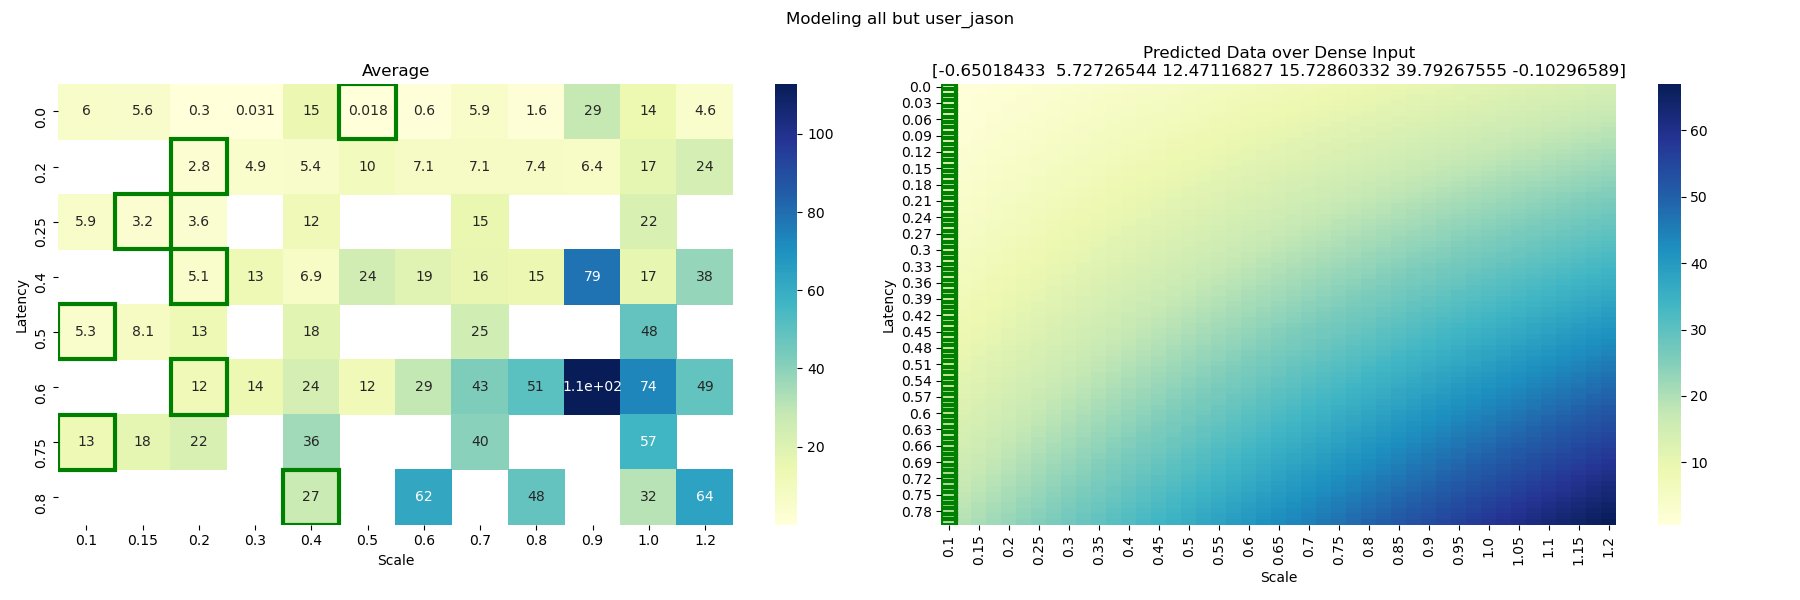 Modeling all but user_jason
Average
0.0 6 5.6 0.3 0.031 15 0.018 0.6 5.9 1.6 29 14 4.6
0.2 2.8 4.9 5.4 10 7.1 7.1 7.4 6.4 17 24
0.25 5.9 3.2 3.6 12 15 22
0.4 5.1 13 6.9 24 19 16 15 79 17 38
0.5 5.3 8.1 13 18 25 48
0.6 12 14 24 12 29 43 51 1.1e+02 74 49
0.75 13 18 22 36 40 57
0.8 27 62 48 32 64
0.1 0.15 0.2 0.3 0.4 0.5 0.6 0.7 0.8 0.9 1.0 1.2
Scale
Latency
100
80
60
40
20
Predicted Data over Dense Input
[-0.65018433 5.72726544 12.47116827 15.72860332 39.79267555 -0.10296589]
0.0
0.03
0.06
0.09
0.12
0.15
0.18
0.21
0.24
0.27
0.3
0.33
0.36
0.39
0.42
0.45
0.48
0.51
0.54
0.57
0.6
0.63
0.66
0.69
0.72
0.75
0.78
Latency
0.1 0.15 0.2 0.25 0.3 0.35 0.4 0.45 0.5 0.55 0.6 0.65 0.7 0.75 0.8 0.85 0.9 0.95 1.0 1.05 1.1 1.15 1.2
Scale
60
50
40
30
20
10